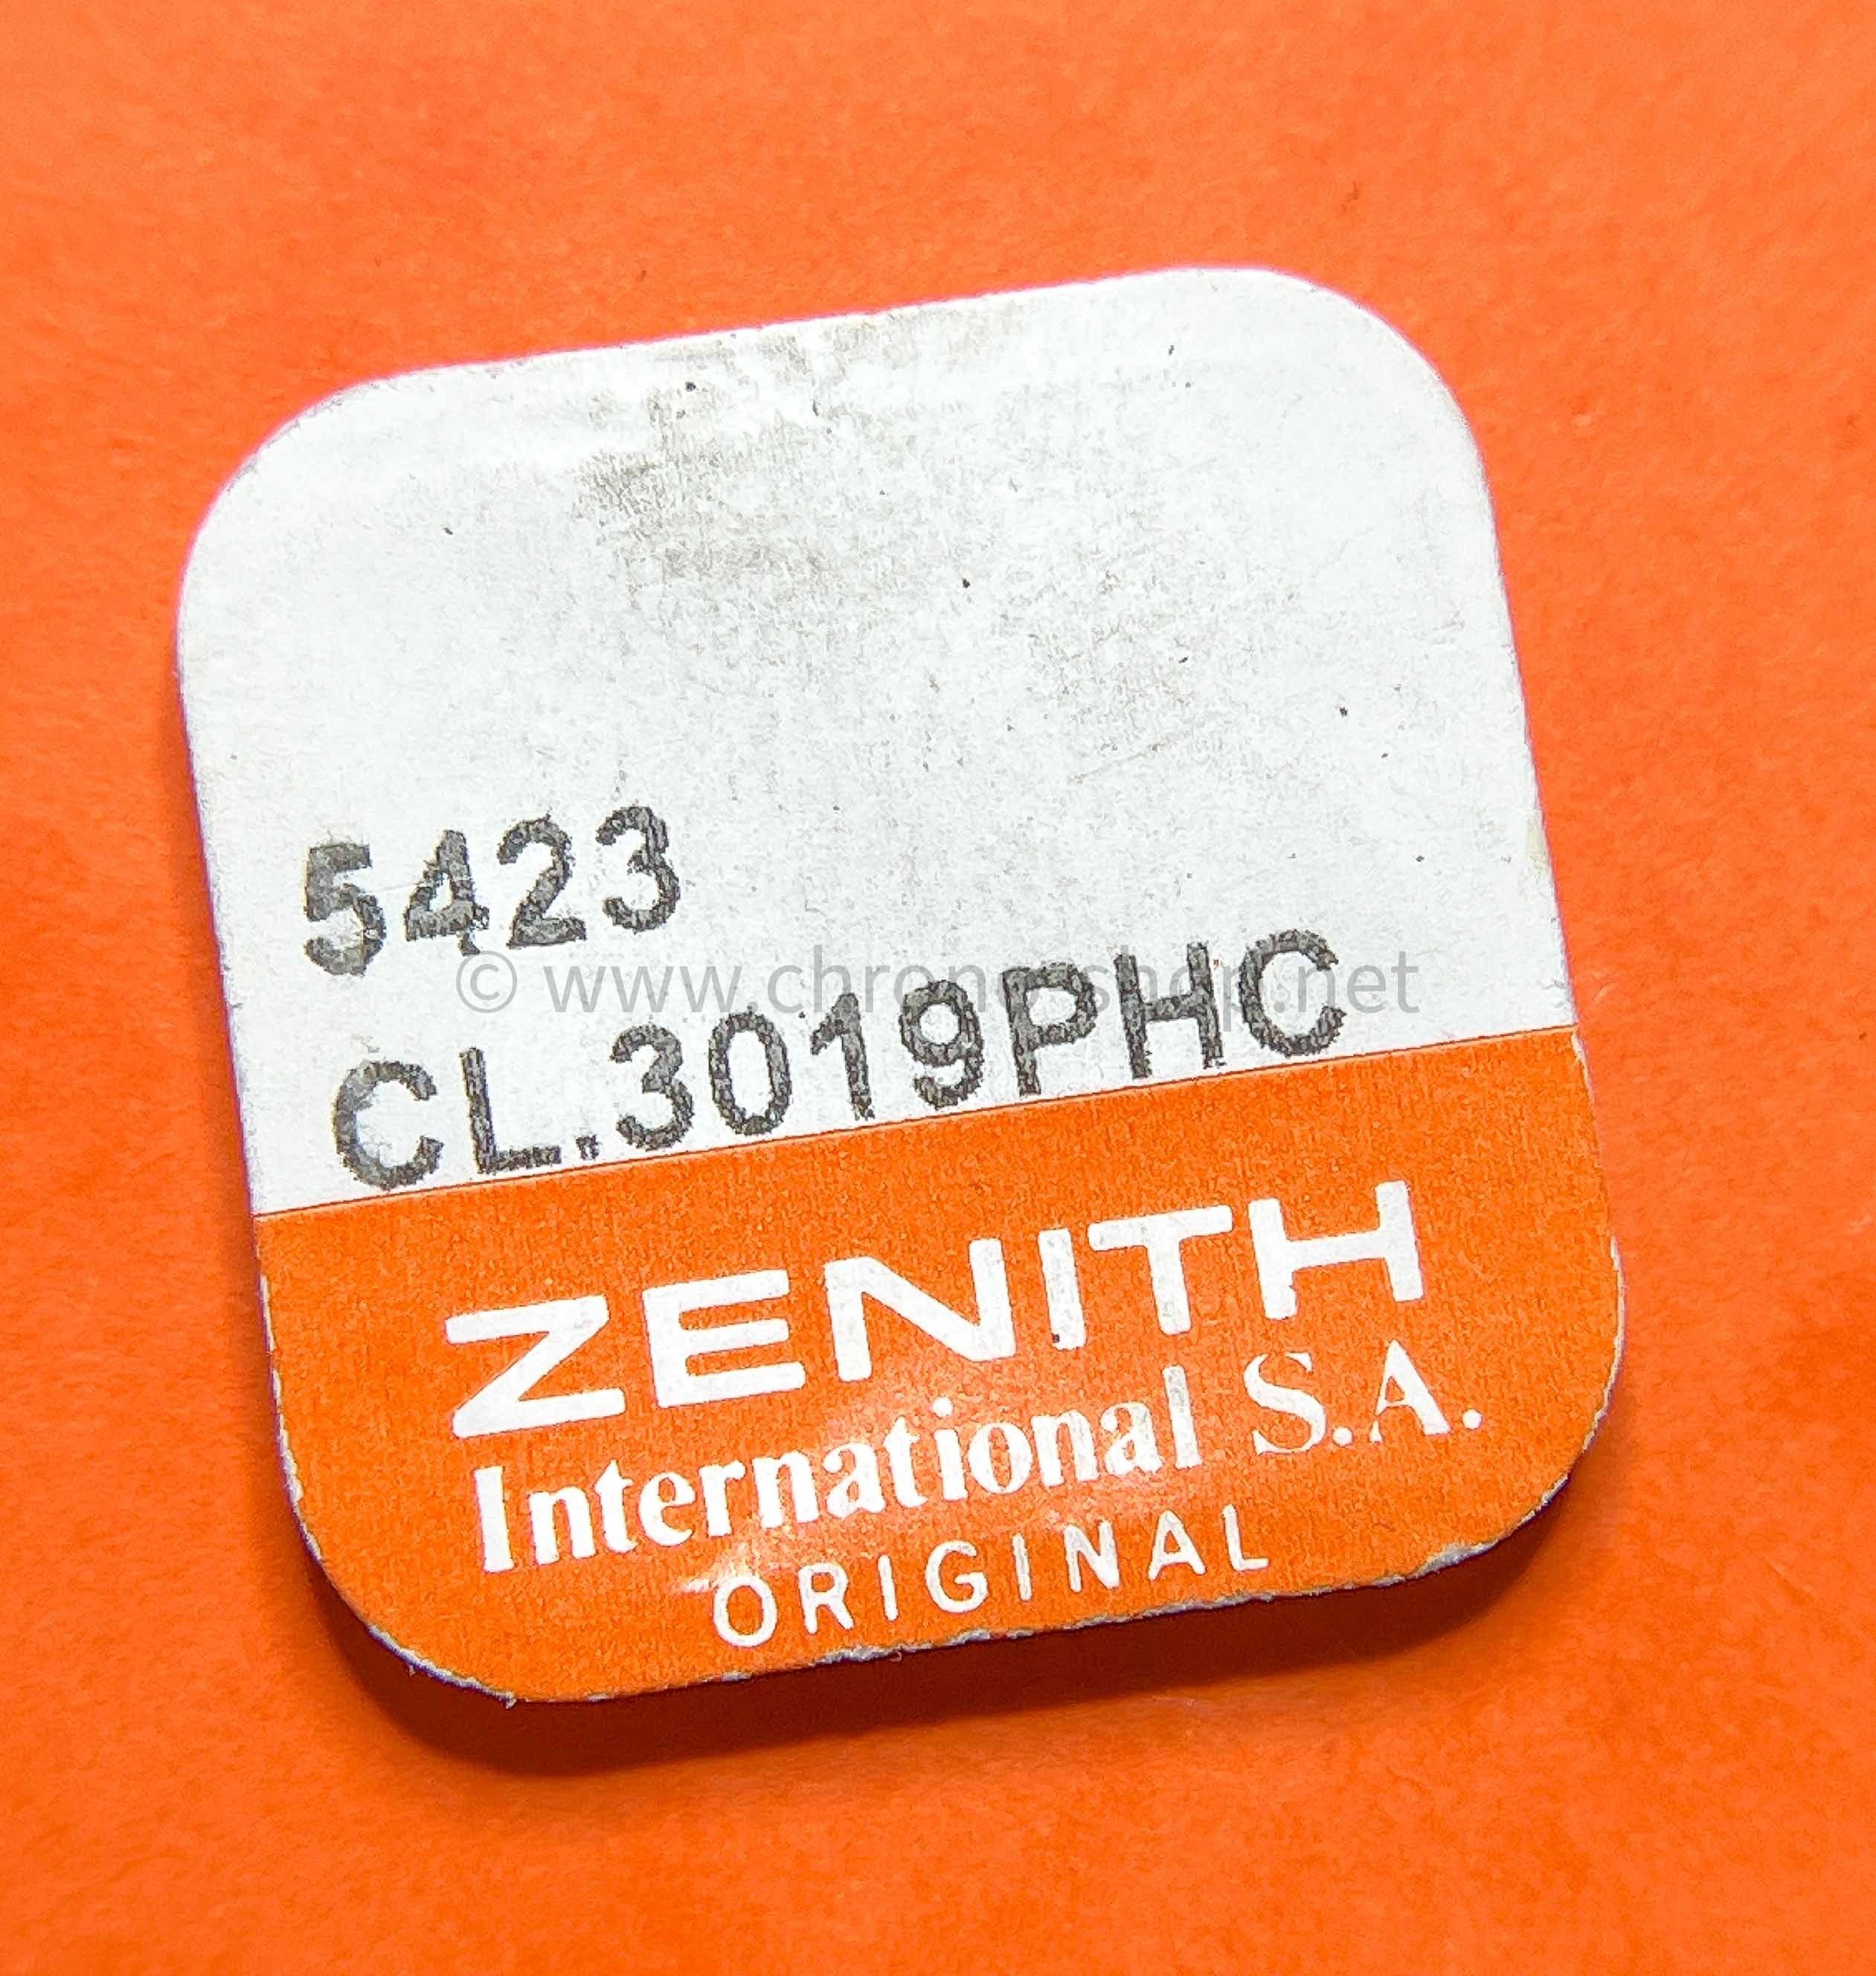 5423
© www.chronoshop.net
CL.3019PHC
ZENITH
International S.A.
ORIGINAL